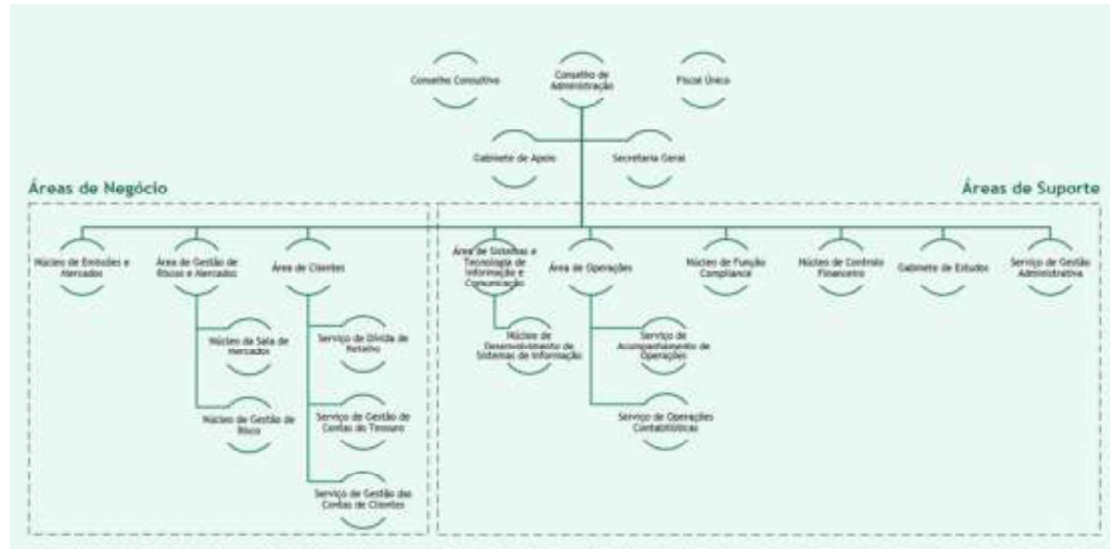 Conselho Consultivo
Conselho de
Administração
Fiscal Único
Gabinete de Apoio
Secretaria Geral
Áreas de Negócio
Áreas de Suporte
Núcleo de Emissões e
Mercados
Área de Gestão de
Riscos e Mercados
Área de Clientes
Área de Sistemas e
Tecnologia de
Informação e
Comunicação
Área de Operações
Núcleo de Função
Compliance
Núcleo de Controlo
Financeiro
Gabinete de Estudos
Serviço de Gestão
Administrativa
Núcleo da Sala de
Mercados
Serviço de Dívida de
Retalho
Núcleo de
Desenvolvimento de
Sistemas de Informação
Serviço de
Acompanhamento de
Operações
Núcleo de Gestão de
Risco
Serviço de Gestão de
Contas do Tesouro
Serviço de Operações
Contabilísticas
Serviço de Gestão das
Contas de Clientes